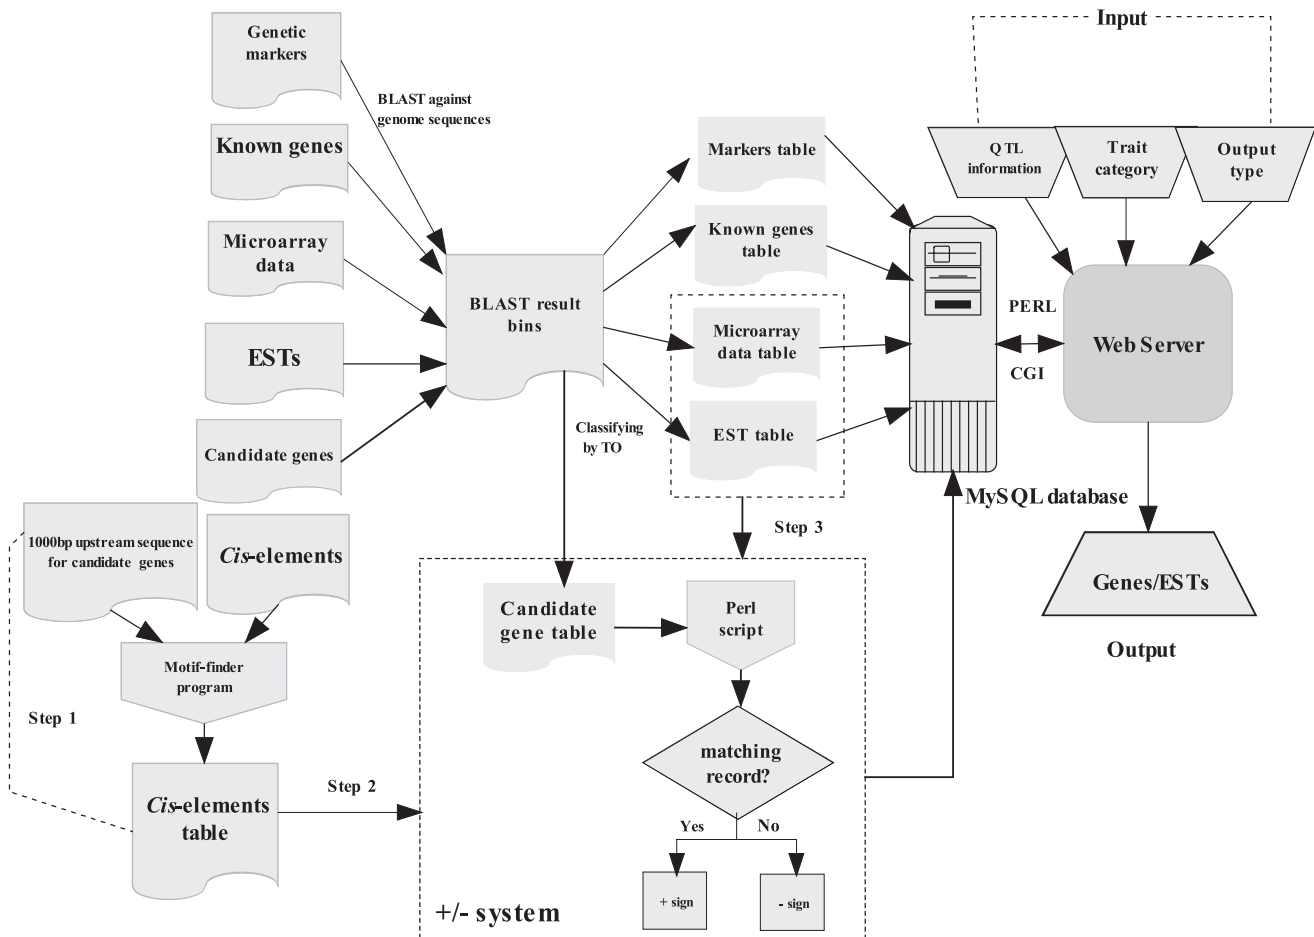 Genetic
markers
BLAST against
genome sequences
Known genes
Microarray
data
ESTs
Candidate genes
BLAST result
bins
Markers table
Known genes
table
Microarray
data table
EST table
Classifying
by TO
Step 3
Input
QTL
information
Trait
category
Output
type
PERL
CGI
Web Server
MySQL database
Genes/ESTs
Output
1000bp upstream sequence
for candidate genes
Cis-elements
Motif-finder
program
Step 1
Cis-elements
table
Step 2
Candidate
gene table
Perl
script
matching
record?
Yes
No
+ sign
- sign
+/- system